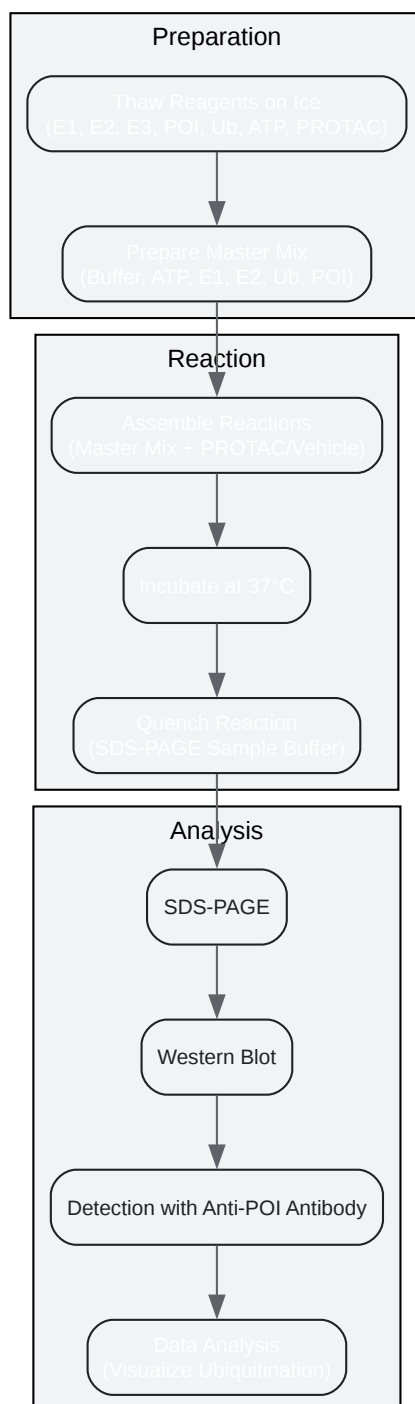 Preparation
Thaw Reagents on Ice
(E1, E2, E3, POI, Ub, ATP, PROTAC)
Prepare Master Mix
(Buffer, ATP, E1, E2, Ub, POI)
Reaction
Assemble Reactions
(Master Mix + PROTAC/Vehicle)
Incubate at 37°C
Quench Reaction
(SDS-PAGE Sample Buffer)
Analysis
SDS-PAGE
Western Blot
Detection with Anti-POI Antibody
Data Analysis
(Visualize Ubiquitination)